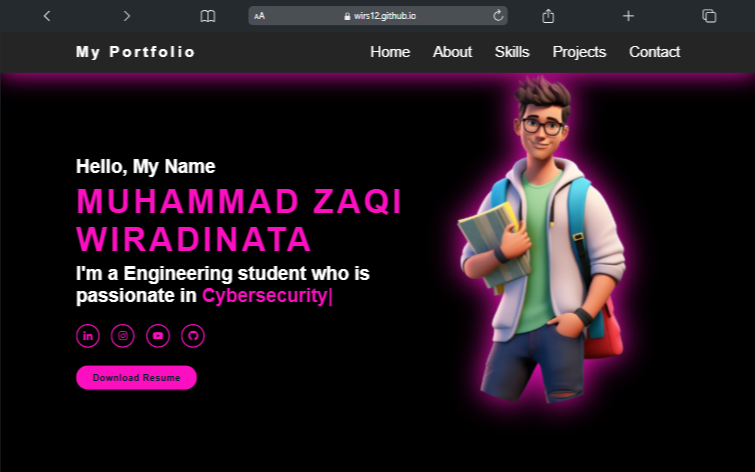 AA wirs12.github.io
My Portfolio Home About Skills Projects Contact
Hello, My Name
MUHAMMAD ZAQI
WIRADINATA
I'm a Engineering student who is
passionate in Cybersecurity|
in
Download Resume